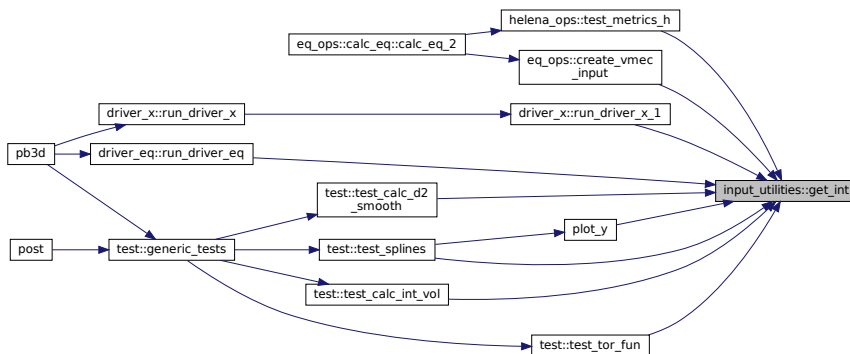 helena_ops::test_metrics_h
eq_ops::calc_eq::calc_eq_2
eq_ops::create_vmec
_input
driver_x::run_driver_x
driver_x::run_driver_x_1
pb3d
driver_eq::run_driver_eq
input_utilities::get_int
test::test_calc_d2
_smooth
plot_y
post
test::generic_tests
test::test_splines
test::test_calc_int_vol
test::test_tor_fun